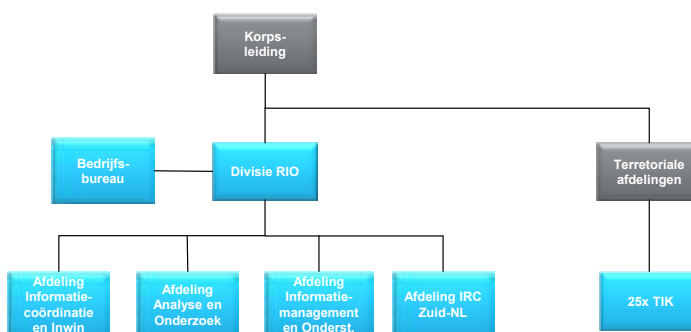 Korps-
leiding
Bedrijfs-
bureau
Divisie RIO
Terretoriale
afdelingen
Afdeling
Informatie-
coördinatie
en Inwin
Afdeling
Analyse en
Onderzoek
Afdeling
Informatie-
management
en Onderst.
Afdeling IRC
Zuid-NL
25x TIK